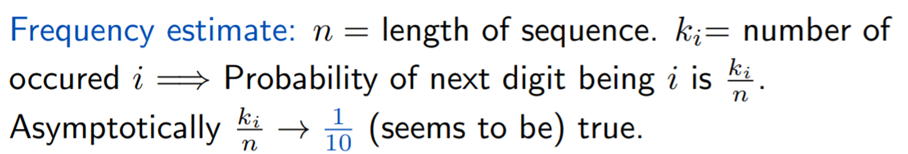 Frequency estimate: n = length of sequence. kᵢ= number of
occured i ⟹ Probability of next digit being i is kᵢ/n.
Asymptotically kᵢ/n → 1/10 (seems to be) true.